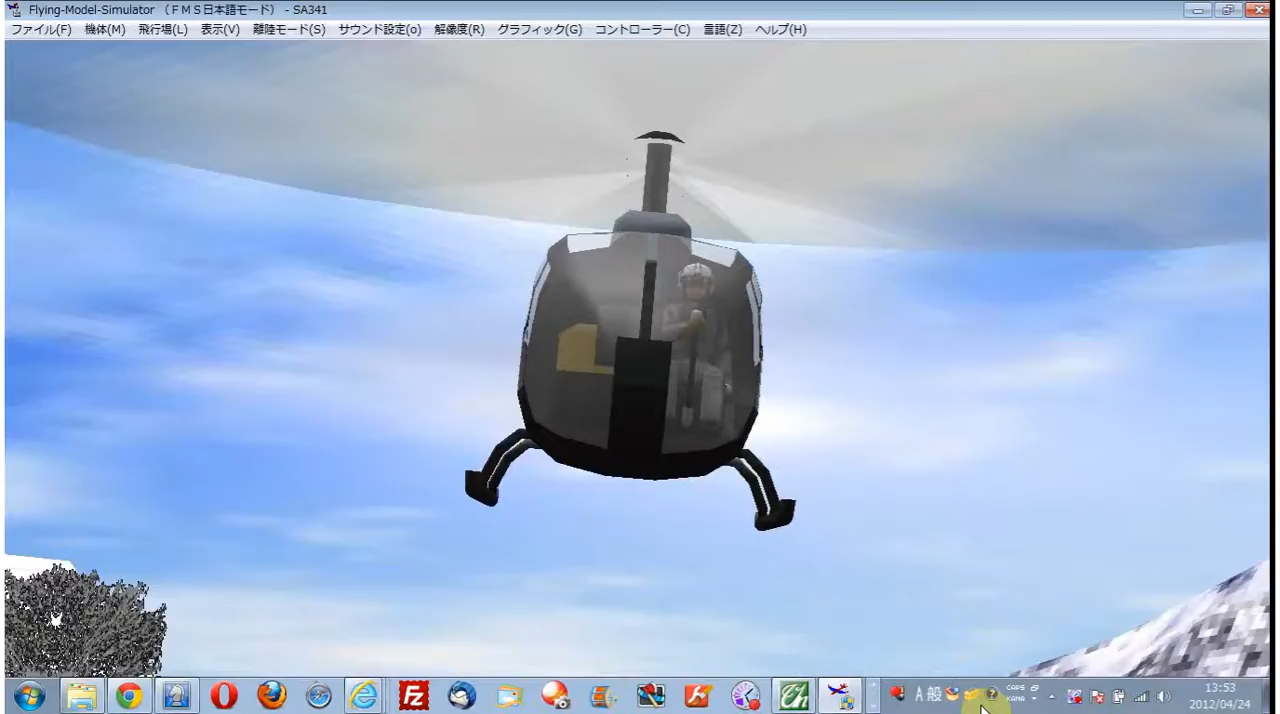 Flying-Model-Simulator （ＦＭＳ日本語モード） - SA341
ファイル(F) 機体(M) 飛行場(L) 表示(V) 離陸モード(S) サウンド設定(o) 解像度(R) グラフィック(G) コントローラー(C) 言語(Z) ヘルプ(H)
A 般 CAPS
KANA
13:53
2012/04/24